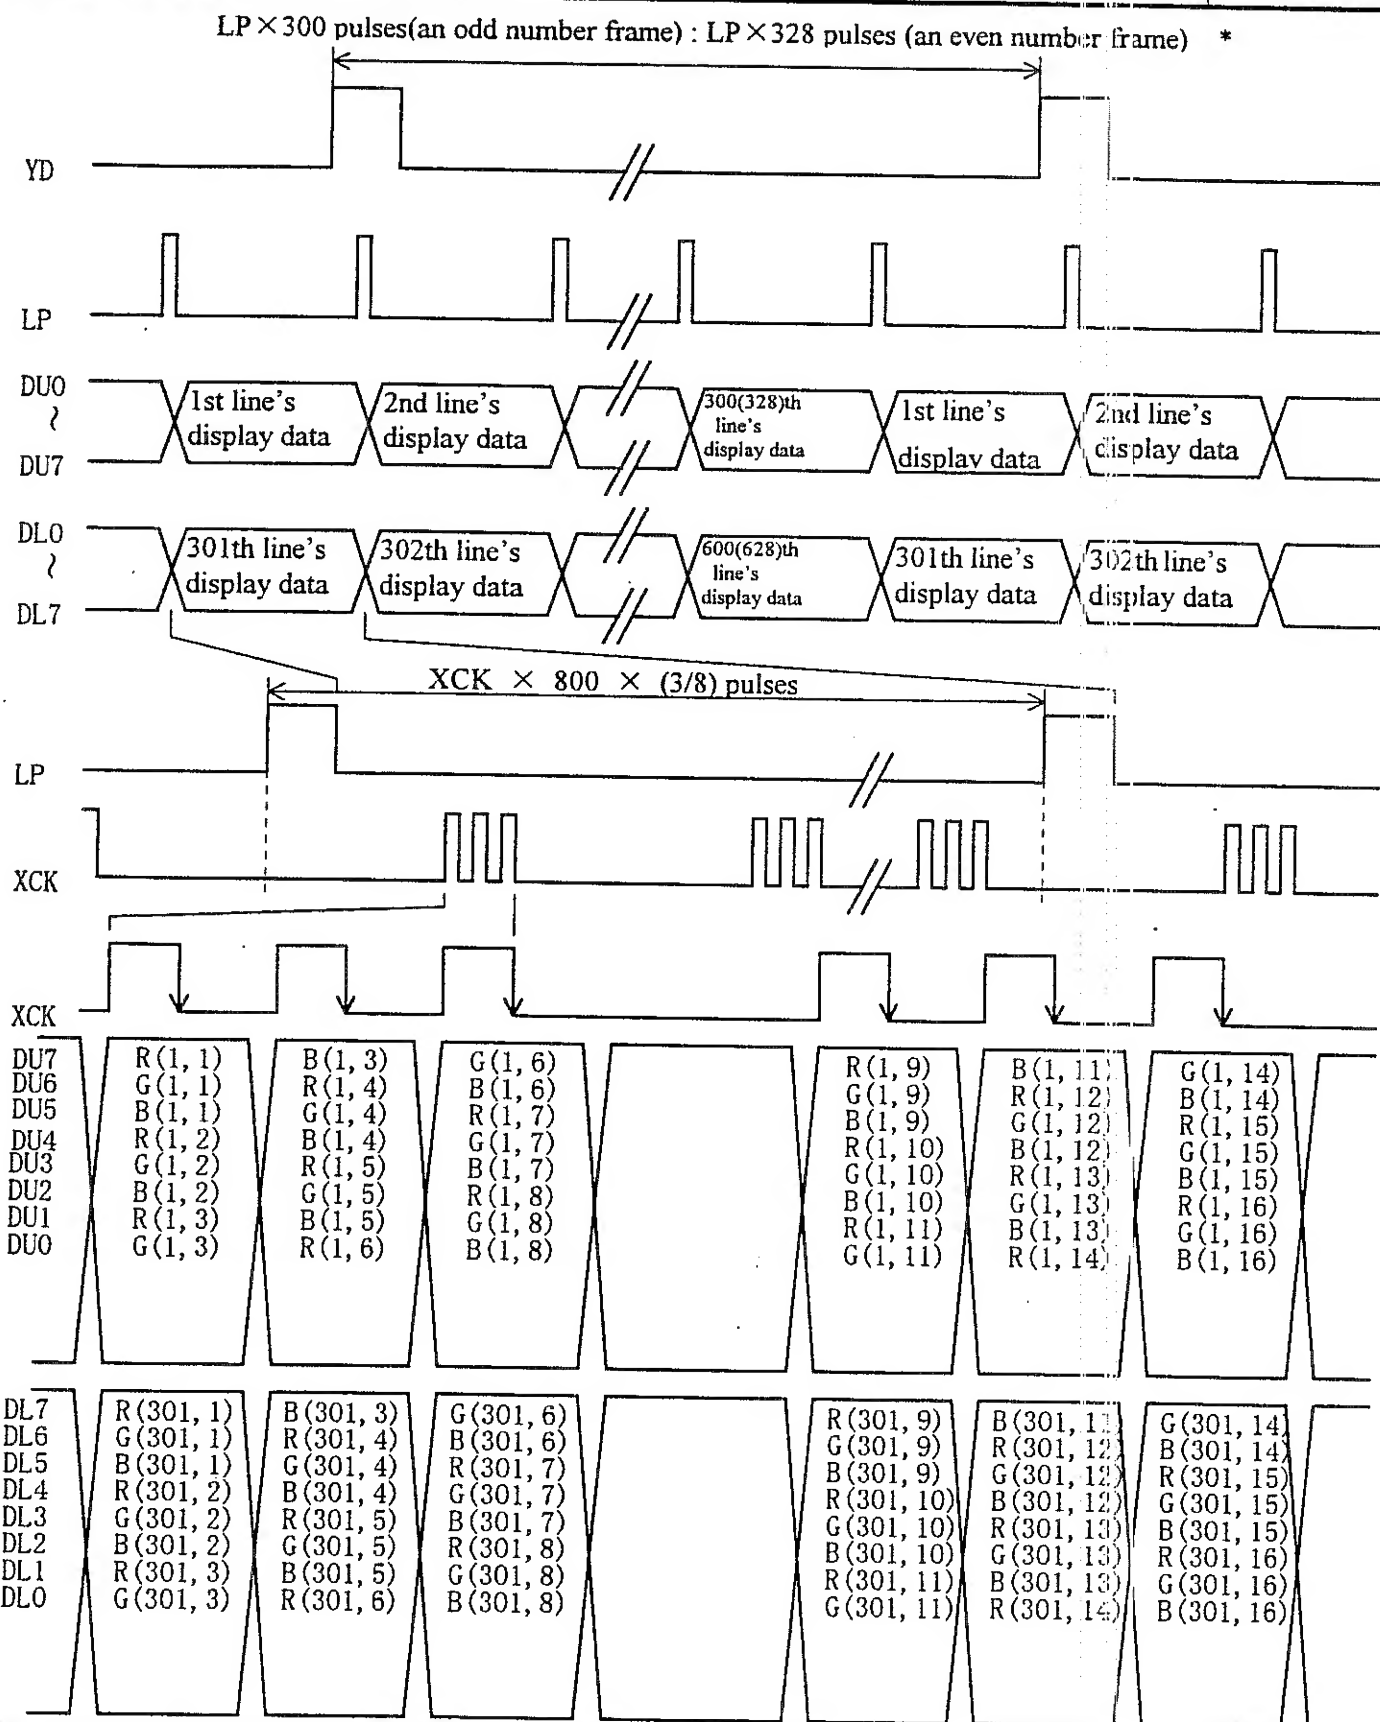 LP×300 pulses(an odd number frame) : LP×328 pulses (an even number frame) *
YD
LP
DU0
~
DU7
1st line's
display data
2nd line's
display data
300(328)th
line's
display data
1st line's
display data
2nd line's
display data
DL0
~
DL7
301th line's
display data
302th line's
display data
600(628)th
line's
display data
301th line's
display data
302th line's
display data
XCK × 800 × (3/8) pulses
LP
XCK
XCK
DU7 R(1, 1) B(1, 3) G(1, 6) R(1, 9) B(1, 11) G(1, 14)
DU6 G(1, 1) R(1, 4) B(1, 6) G(1, 9) R(1, 12) B(1, 14)
DU5 B(1, 1) G(1, 4) R(1, 7) B(1, 9) G(1, 12) R(1, 15)
DU4 R(1, 2) B(1, 4) G(1, 7) R(1, 10) B(1, 12) G(1, 15)
DU3 G(1, 2) R(1, 5) B(1, 7) G(1, 10) R(1, 13) B(1, 15)
DU2 B(1, 2) G(1, 5) R(1, 8) B(1, 10) G(1, 13) R(1, 16)
DU1 R(1, 3) B(1, 5) G(1, 8) R(1, 11) B(1, 13) G(1, 16)
DU0 G(1, 3) R(1, 6) B(1, 8) G(1, 11) R(1, 14) B(1, 16)
DL7 R(301, 1) B(301, 3) G(301, 6) R(301, 9) B(301, 11) G(301, 14)
DL6 G(301, 1) R(301, 4) B(301, 6) G(301, 9) R(301, 12) B(301, 14)
DL5 B(301, 1) G(301, 4) R(301, 7) B(301, 9) G(301, 12) R(301, 15)
DL4 R(301, 2) B(301, 4) G(301, 7) R(301, 10) B(301, 12) G(301, 15)
DL3 G(301, 2) R(301, 5) B(301, 7) G(301, 10) R(301, 13) B(301, 15)
DL2 B(301, 2) G(301, 5) R(301, 8) B(301, 10) G(301, 13) R(301, 16)
DL1 R(301, 3) B(301, 5) G(301, 8) R(301, 11) B(301, 13) G(301, 16)
DL0 G(301, 3) R(301, 6) B(301, 8) G(301, 11) R(301, 14) B(301, 16)